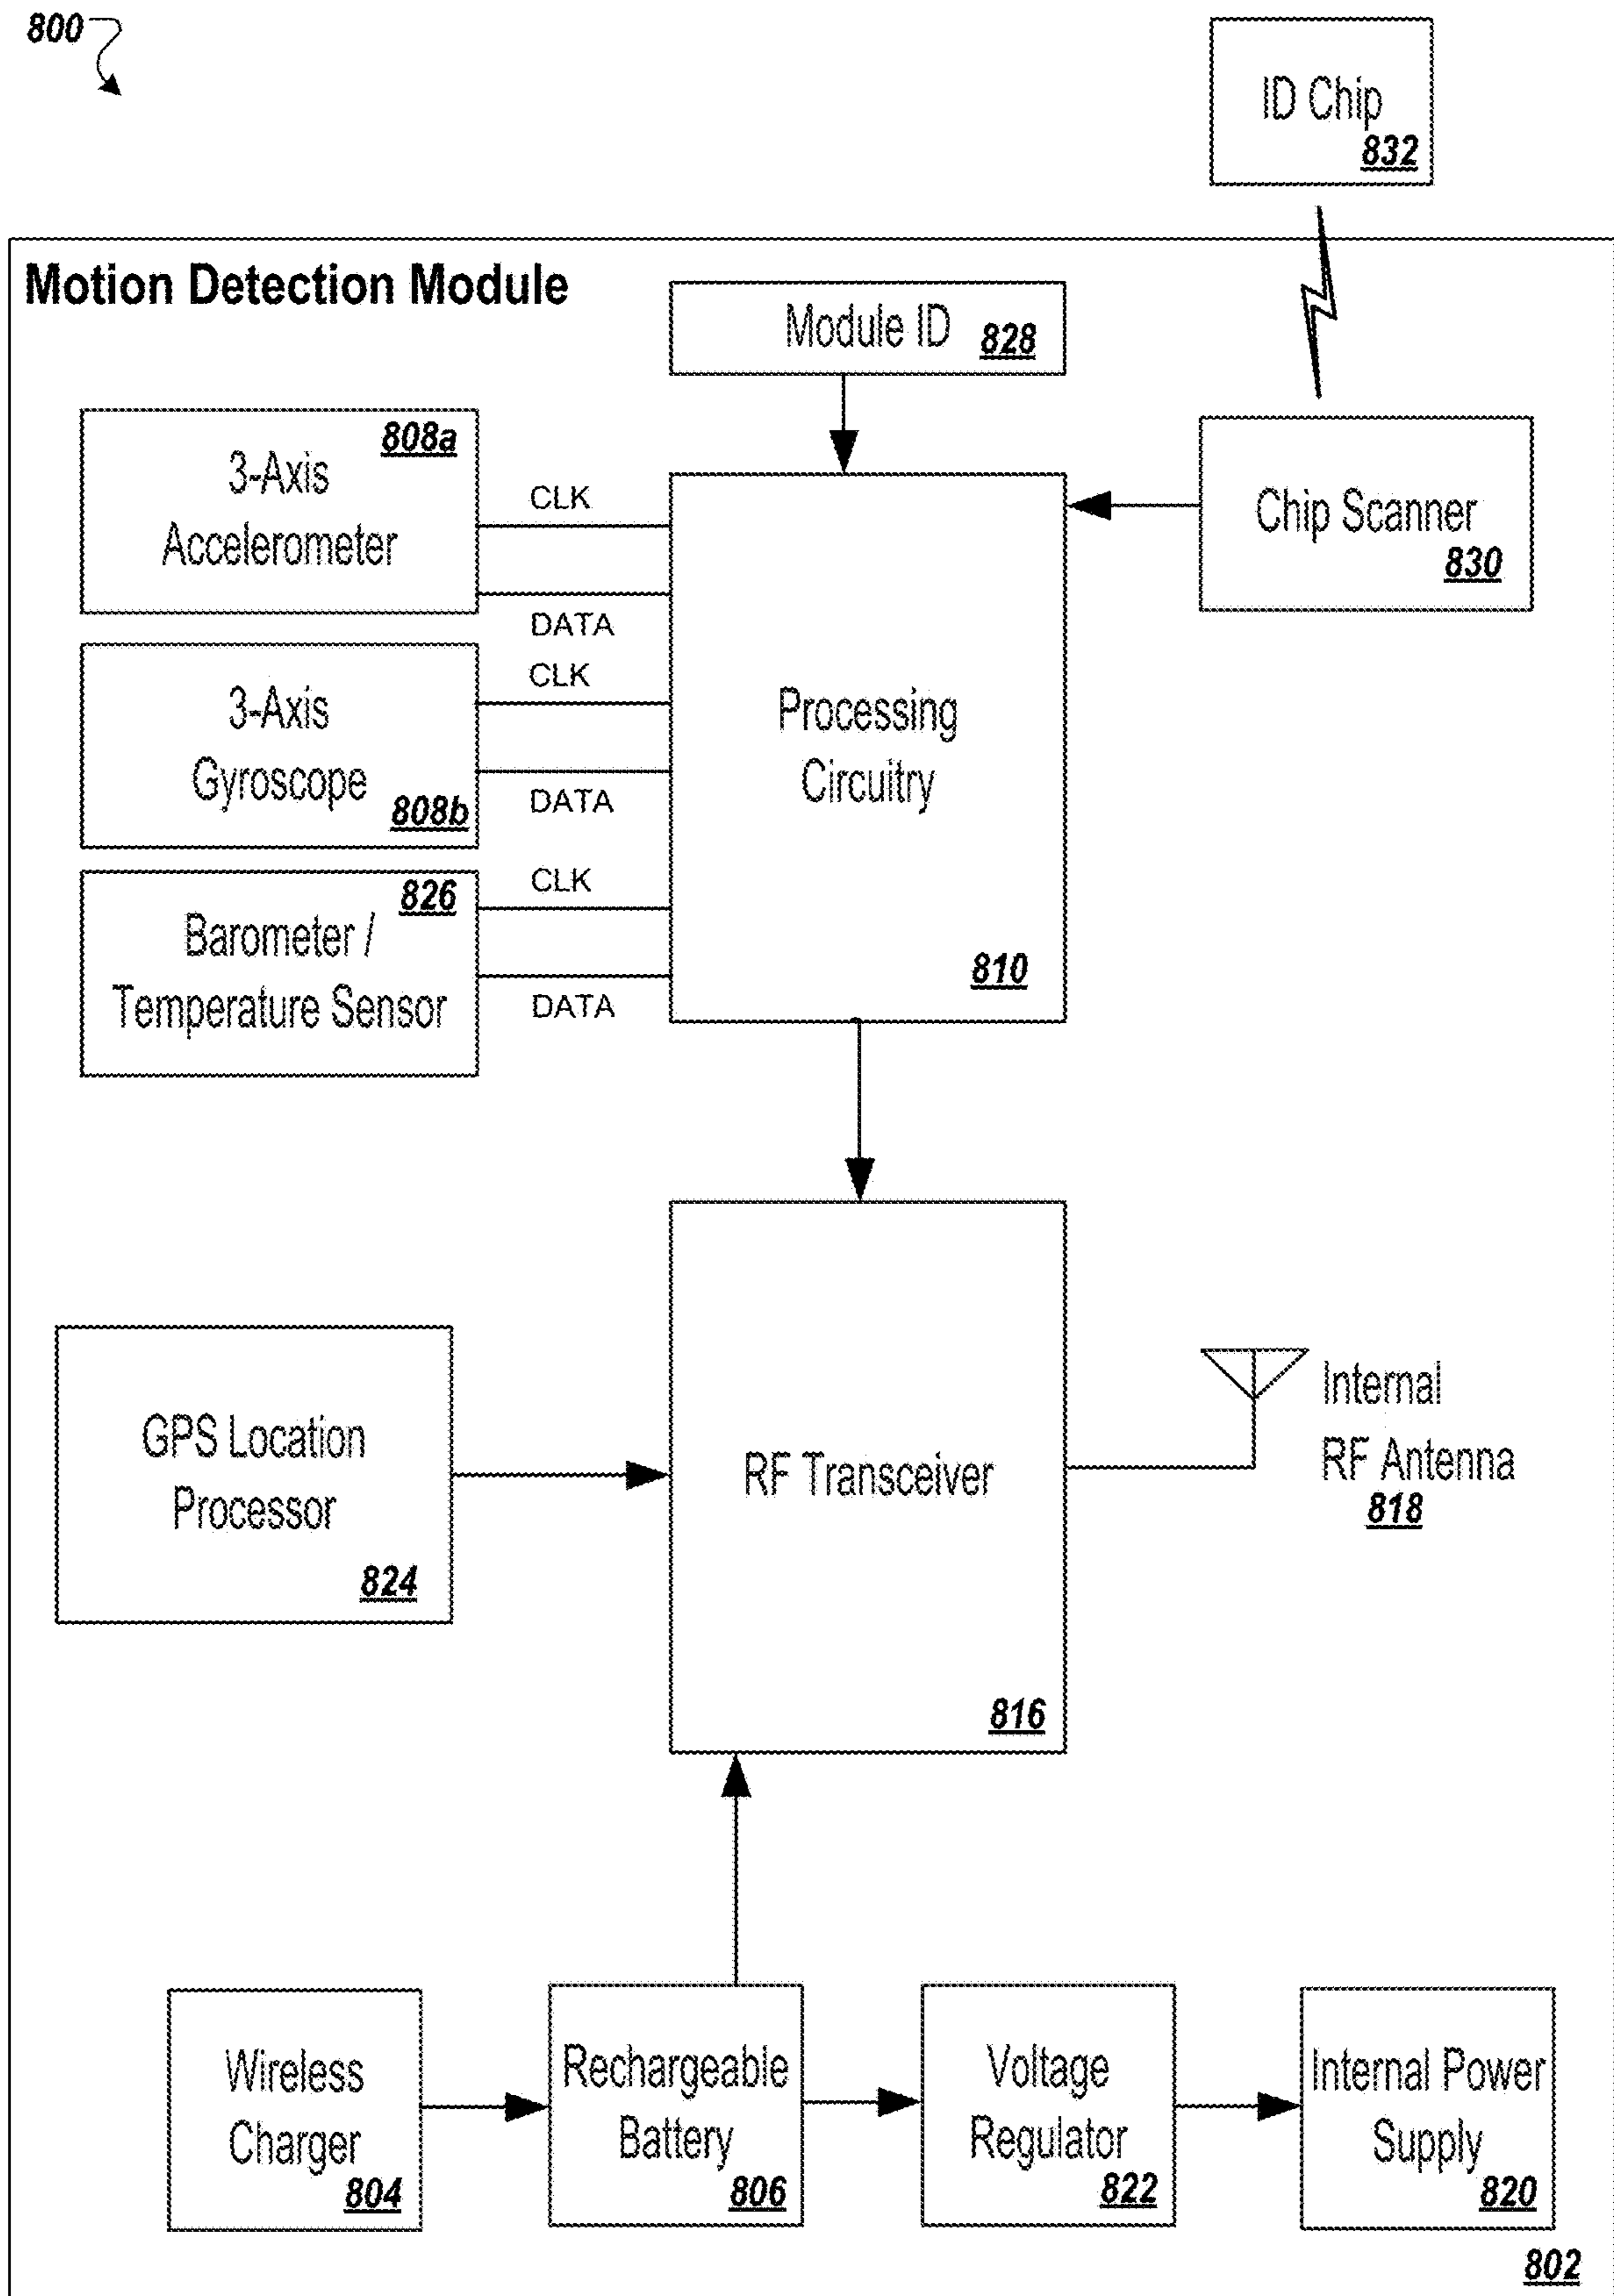 800
ID Chip
832
Motion Detection Module
Module ID
828
808a
3-Axis
Accelerometer
CLK
DATA
Chip Scanner
830
3-Axis
Gyroscope
808b
CLK
DATA
Processing
Circuitry
810
826
Barometer /
Temperature Sensor
CLK
DATA
GPS Location
Processor
824
RF Transceiver
816
Internal
RF Antenna
818
Wireless
Charger
804
Rechargeable
Battery
806
Voltage
Regulator
822
Internal Power
Supply
820
802